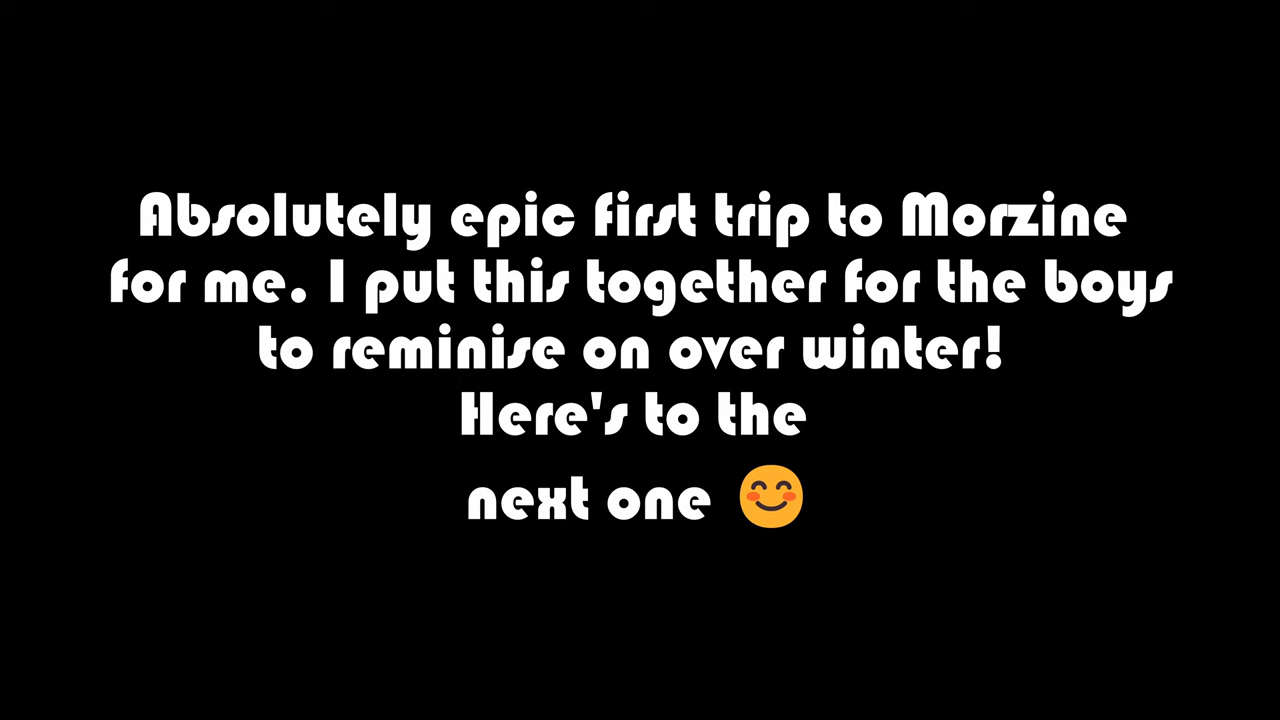 Absolutely epic first trip to Morzine
for me. I put this together for the boys
to reminise on over winter!
Here's to the
next one 😊